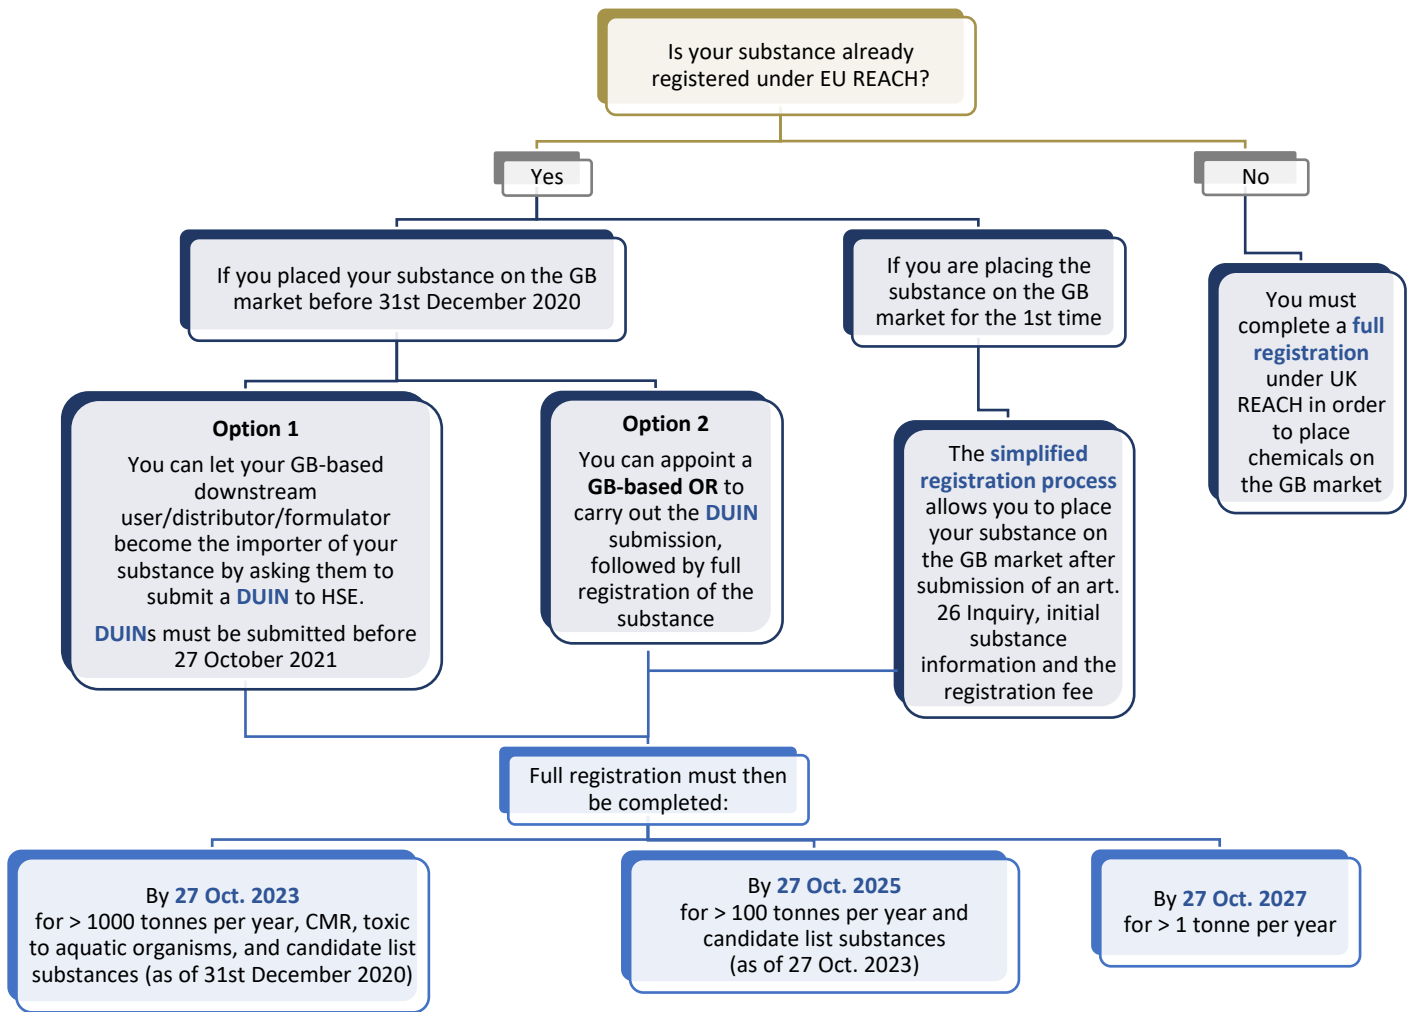 Is your substance already
registered under EU REACH?
Yes
No
If you placed your substance on the GB
market before 31st December 2020
If you are placing the
substance on the GB
market for the 1st time
You must
complete a full
registration
under UK
REACH in order
to place
chemicals on
the GB market
Option 1
You can let your GB-based
downstream
user/distributor/formulator
become the importer of your
substance by asking them to
submit a DUIN to HSE.
DUINs must be submitted before
27 October 2021
Option 2
You can appoint a
GB-based OR to
carry out the DUIN
submission,
followed by full
registration of the
substance
The simplified
registration process
allows you to place
your substance on
the GB market after
submission of an art.
26 Inquiry, initial
substance
information and the
registration fee
Full registration must then
be completed:
By 27 Oct. 2023
for > 1000 tonnes per year, CMR, toxic
to aquatic organisms, and candidate list
substances (as of 31st December 2020)
By 27 Oct. 2025
for > 100 tonnes per year and
candidate list substances
(as of 27 Oct. 2023)
By 27 Oct. 2027
for > 1 tonne per year